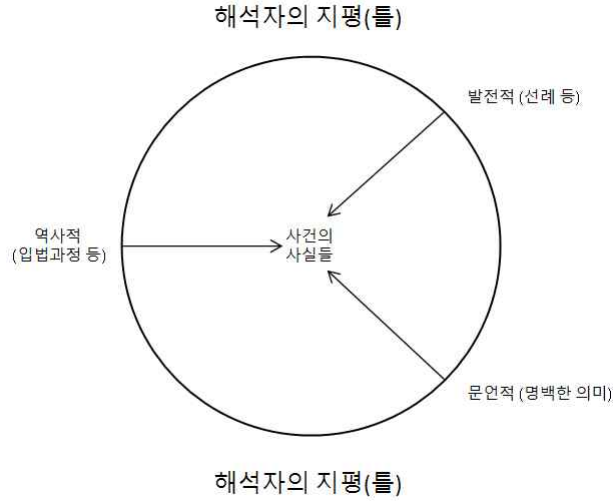 해석자의 지평(틀)
발전적 (선례 등)
역사적
(입법과정 등)
사건의
사실들
문언적 (명백한 의미)
해석자의 지평(틀)